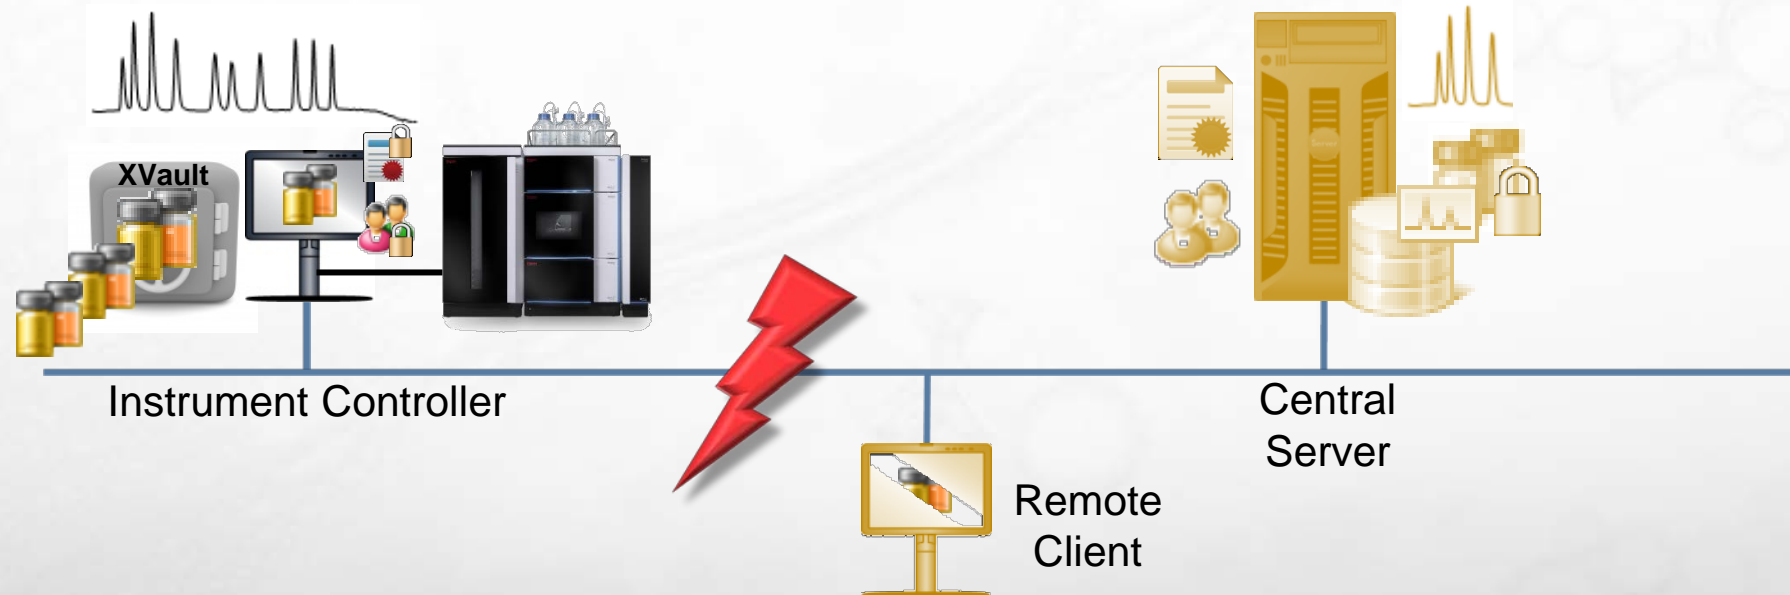 XVault
Instrument Controller
Central
Server
Remote
Client